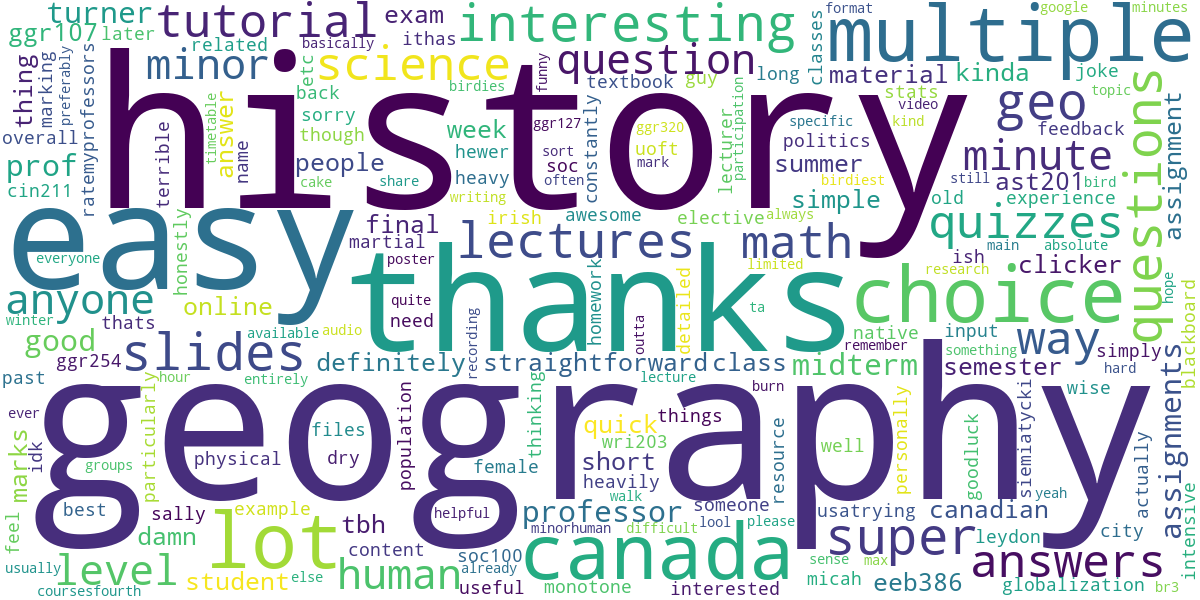 turner
tutorial
exam
interesting
format
google
minutes
ggr107
later
related
basically
ithas
classes
multiple
thing
marking
preferably
ratemyprofessors
minor
science
funny
question
long
material
kinda
joke
overall
etc
back
birdies
textbook
guy
stats
topic
terrible
timetable
answer
name
sorry
though
history
week
ggr127
constantly
ggr320
lecturer
participation
specific
video
kind
geo
feedback
questions
assignment
prof
cin211
people
cake
share
hewer
heavy
sort
soc
often
uoft
mark
politics
summer
birdiest
simple
minute
ast201
still
bird
old
experience
writing
easy
everyone
honestly
final
martial
poster
irish
awesome
elective
always
quizzes
main
absolute
lectures
math
ish
clicker
research
limited
hope
anyone
winter
thats
online
available
audio
quite
need
thanks
homework
detailed
ta
choice
good
ggr254
slides
definitely
recording
straightforward
outta
class
midterm
native
input
remember
something
way
simply
hard
semester
blackboard
past
particularly
hour
entirely
population
thinking
lecture
burn
wise
assignments
ever
idk
marks
geography
files
quick
things
wri203
resource
well
personally
goodluck
siemiatycki
actually
groups
physical
dry
female
short
heavily
walk
intensive
feel
best
sally
example
helpful
professor
someone
usatrying
canadian
yeah
damn
lot
tbh
minorhuman
lool
difficult
please
super
leydon
city
usually
level
content
soc100
already
canada
sense
max
answers
coursesfourth
student
else
human
useful
monotone
interested
micah
eeb386
globalization
br3